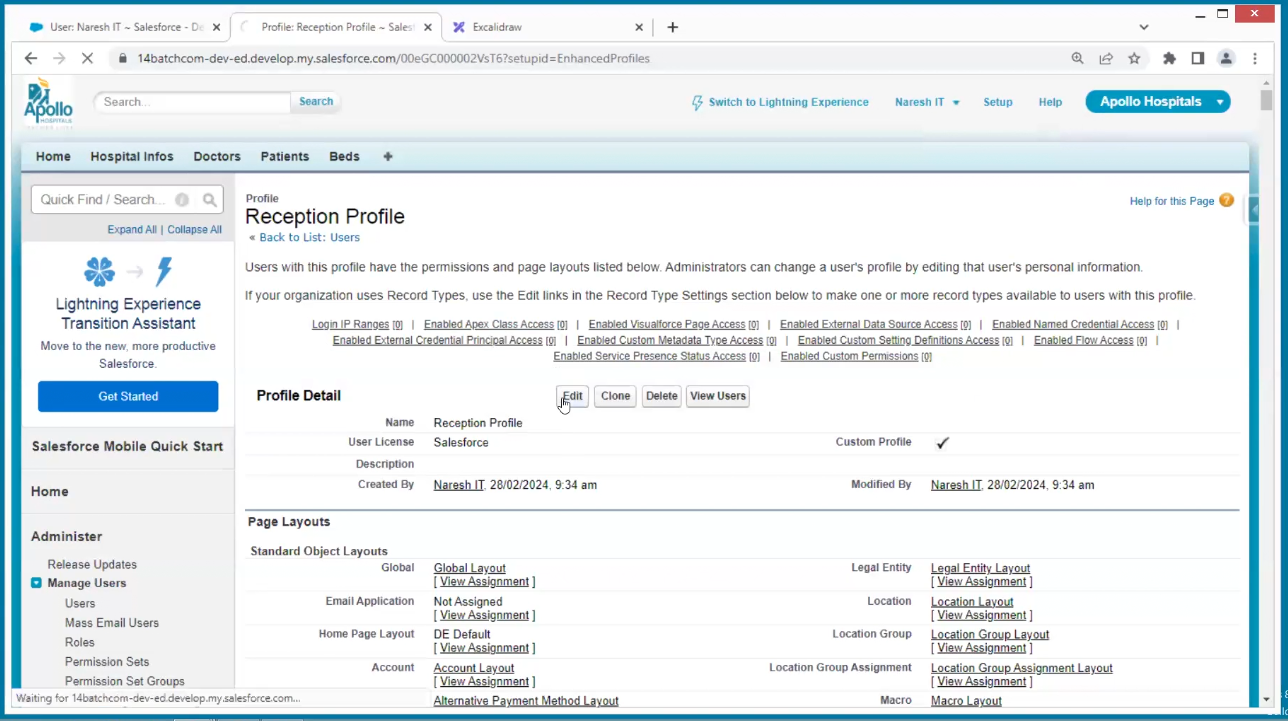 User: Naresh IT ~ Salesforce - De
Profile: Reception Profile ~ Sales
Excalidraw
14batchcom-dev-ed.develop.my.salesforce.com/00eGC000002VsT6?setupid=EnhancedProfiles
Apollo
HOSPITALS
Search...
Search
Switch to Lightning Experience
Naresh IT
Setup
Help
Apollo Hospitals
Home
Hospital Infos
Doctors
Patients
Beds
Quick Find / Search...
Expand All | Collapse All
Lightning Experience
Transition Assistant
Move to the new, more productive
Salesforce.
Get Started
Salesforce Mobile Quick Start
Home
Administer
Release Updates
Manage Users
Users
Mass Email Users
Roles
Permission Sets
Permission Set Groups
Profile
Reception Profile
« Back to List: Users
Help for this Page
Users with this profile have the permissions and page layouts listed below. Administrators can change a user's profile by editing that user's personal information.
If your organization uses Record Types, use the Edit links in the Record Type Settings section below to make one or more record types available to users with this profile.
Login IP Ranges [0] | Enabled Apex Class Access [0] | Enabled Visualforce Page Access [0] | Enabled External Data Source Access [0] | Enabled Named Credential Access [0] |
Enabled External Credential Principal Access [0] | Enabled Custom Metadata Type Access [0] | Enabled Custom Setting Definitions Access [0] | Enabled Flow Access [0] |
Enabled Service Presence Status Access [0] | Enabled Custom Permissions [0]
Profile Detail
Edit
Clone
Delete
View Users
Name Reception Profile
User License Salesforce Custom Profile
Description
Created By Naresh IT, 28/02/2024, 9:34 am Modified By Naresh IT, 28/02/2024, 9:34 am
Page Layouts
Standard Object Layouts
Global Global Layout Legal Entity Legal Entity Layout
[ View Assignment ] [ View Assignment ]
Email Application Not Assigned Location Location Layout
[ View Assignment ] [ View Assignment ]
Home Page Layout DE Default Location Group Location Group Layout
[ View Assignment ] [ View Assignment ]
Account Account Layout Location Group Assignment Location Group Assignment Layout
[ View Assignment ] [ View Assignment ]
Alternative Payment Method Layout Macro Macro Layout
Waiting for 14batchcom-dev-ed.develop.my.salesforce.com...